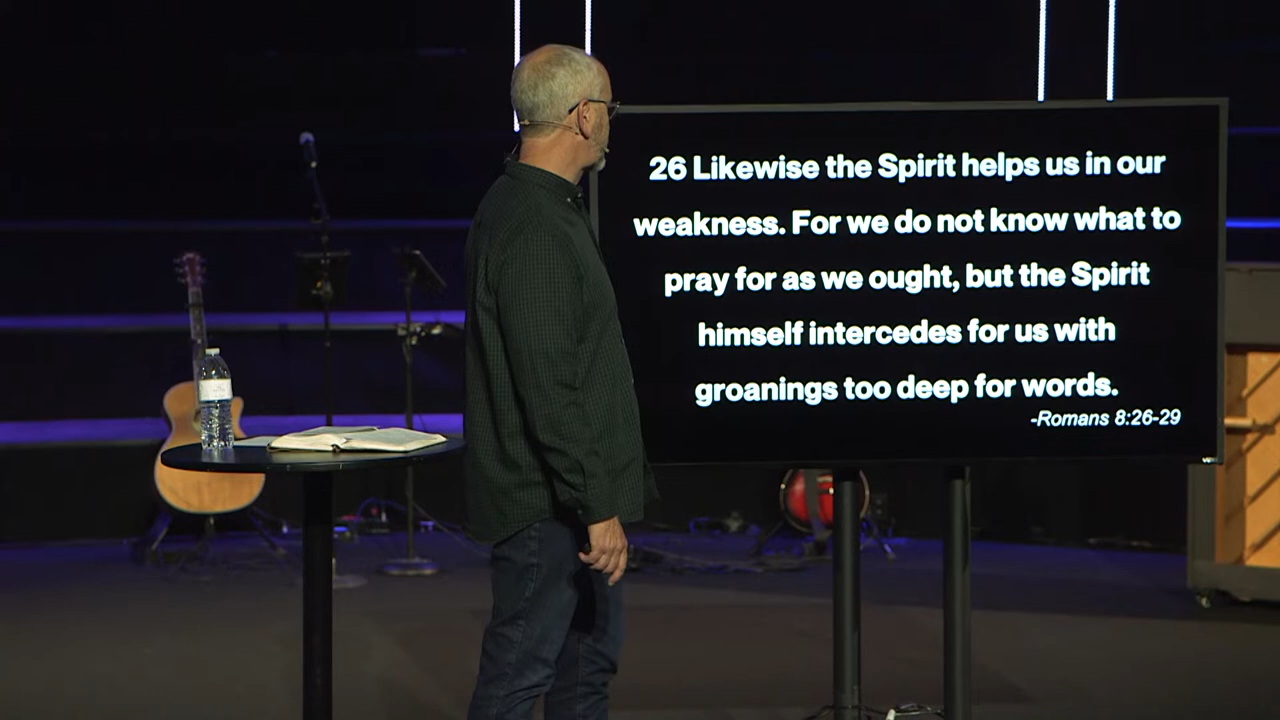 26 Likewise the Spirit helps us in our
weakness. For we do not know what to
pray for as we ought, but the Spirit
himself intercedes for us with
groanings too deep for words.
-Romans 8:26-29